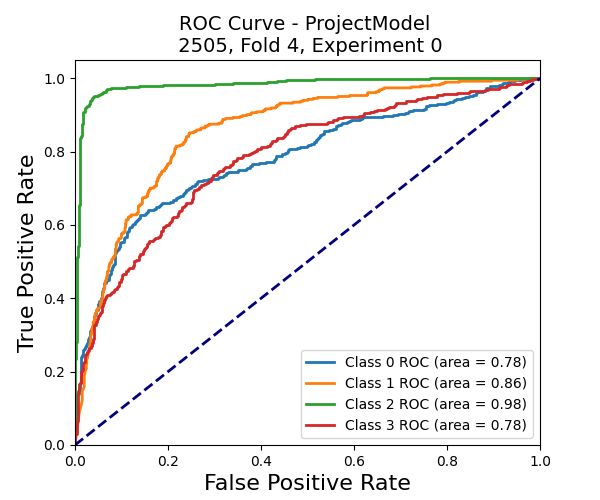 ROC Curve - ProjectModel
2505, Fold 4, Experiment 0
True Positive Rate
1.0
0.8
0.6
0.4
0.2
0.0
Class 0 ROC (area = 0.78)
Class 1 ROC (area = 0.86)
Class 2 ROC (area = 0.98)
Class 3 ROC (area = 0.78)
0.0 0.2 0.4 0.6 0.8 1.0
False Positive Rate